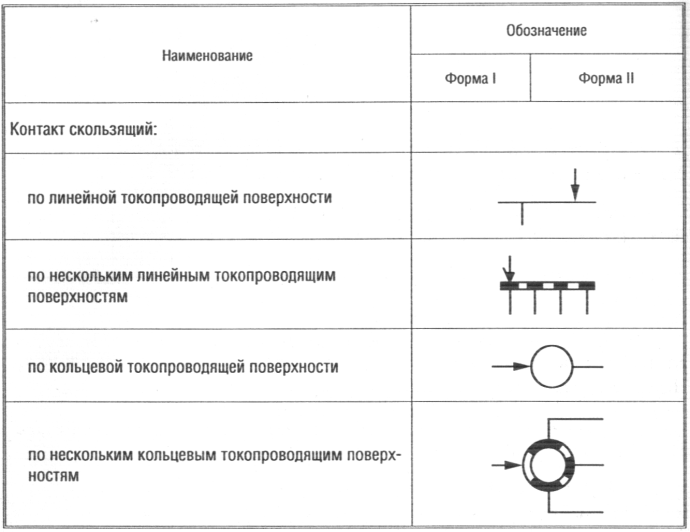 Наименование
Обозначение
Форма I
Форма II
Контакт скользящий:
по линейной токопроводящей поверхности
по нескольким линейным токопроводящим
поверхностям
по кольцевой токопроводящей поверхности
по нескольким кольцевым токопроводящим поверх-
ностям